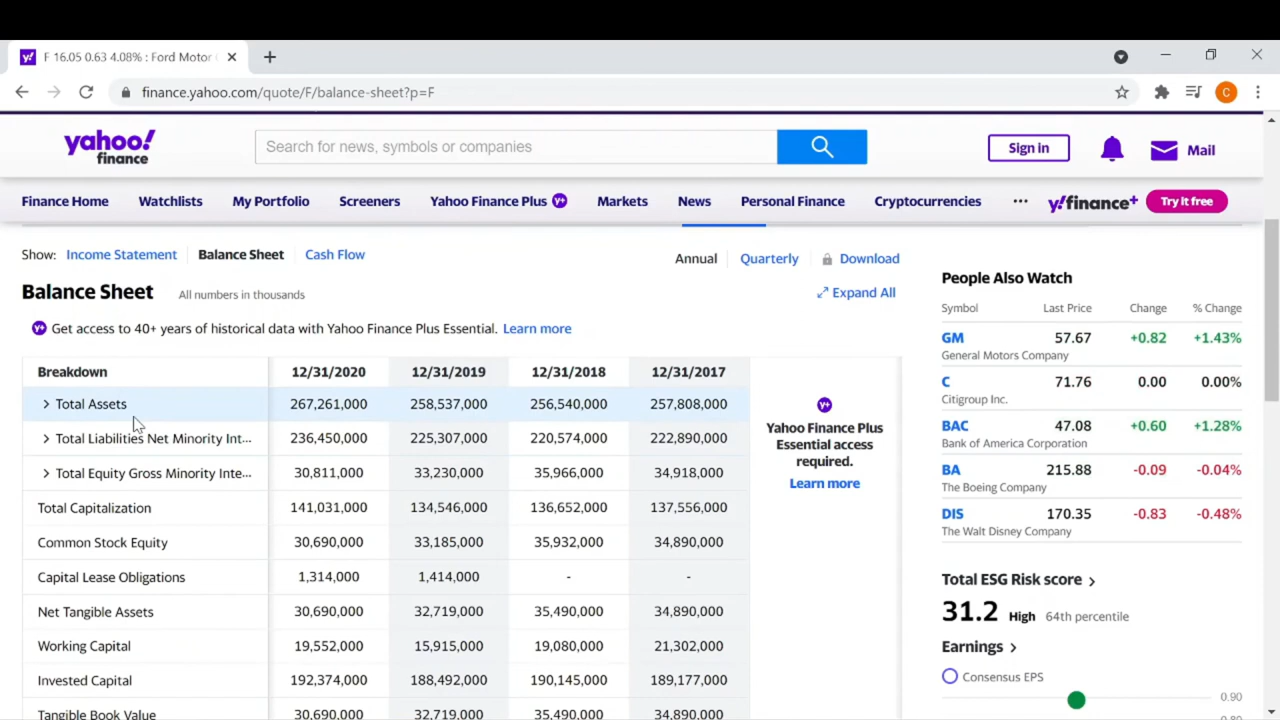 F 16.05 0.63 4.08% : Ford Motor
finance.yahoo.com/quote/F/balance-sheet?p=F
C
yahoo!
finance
Search for news, symbols or companies
Sign in
Mail
Finance Home Watchlists My Portfolio Screeners Yahoo Finance Plus Y+ Markets News Personal Finance Cryptocurrencies ... y!finance+ Try it free
Show: Income Statement Balance Sheet Cash Flow
Annual Quarterly Download
Balance Sheet All numbers in thousands
Expand All
y+ Get access to 40+ years of historical data with Yahoo Finance Plus Essential. Learn more
Breakdown 12/31/2020 12/31/2019 12/31/2018 12/31/2017
Total Assets 267,261,000 258,537,000 256,540,000 257,808,000
Total Liabilities Net Minority Int... 236,450,000 225,307,000 220,574,000 222,890,000
Total Equity Gross Minority Inte... 30,811,000 33,230,000 35,966,000 34,918,000
Total Capitalization 141,031,000 134,546,000 136,652,000 137,556,000
Common Stock Equity 30,690,000 33,185,000 35,932,000 34,890,000
Capital Lease Obligations 1,314,000 1,414,000 - -
Net Tangible Assets 30,690,000 32,719,000 35,490,000 34,890,000
Working Capital 19,552,000 15,915,000 19,080,000 21,302,000
Invested Capital 192,374,000 188,492,000 190,145,000 189,177,000
Tangible Book Value 30,690,000 32,719,000 35,490,000 34,890,000
y+
Yahoo Finance Plus
Essential access
required.
Learn more
People Also Watch
Symbol Last Price Change % Change
GM 57.67 +0.82 +1.43%
General Motors Company
C 71.76 0.00 0.00%
Citigroup Inc.
BAC 47.08 +0.60 +1.28%
Bank of America Corporation
BA 215.88 -0.09 -0.04%
The Boeing Company
DIS 170.35 -0.83 -0.48%
The Walt Disney Company
Total ESG Risk score
31.2 High 64th percentile
Earnings
Consensus EPS
0.90